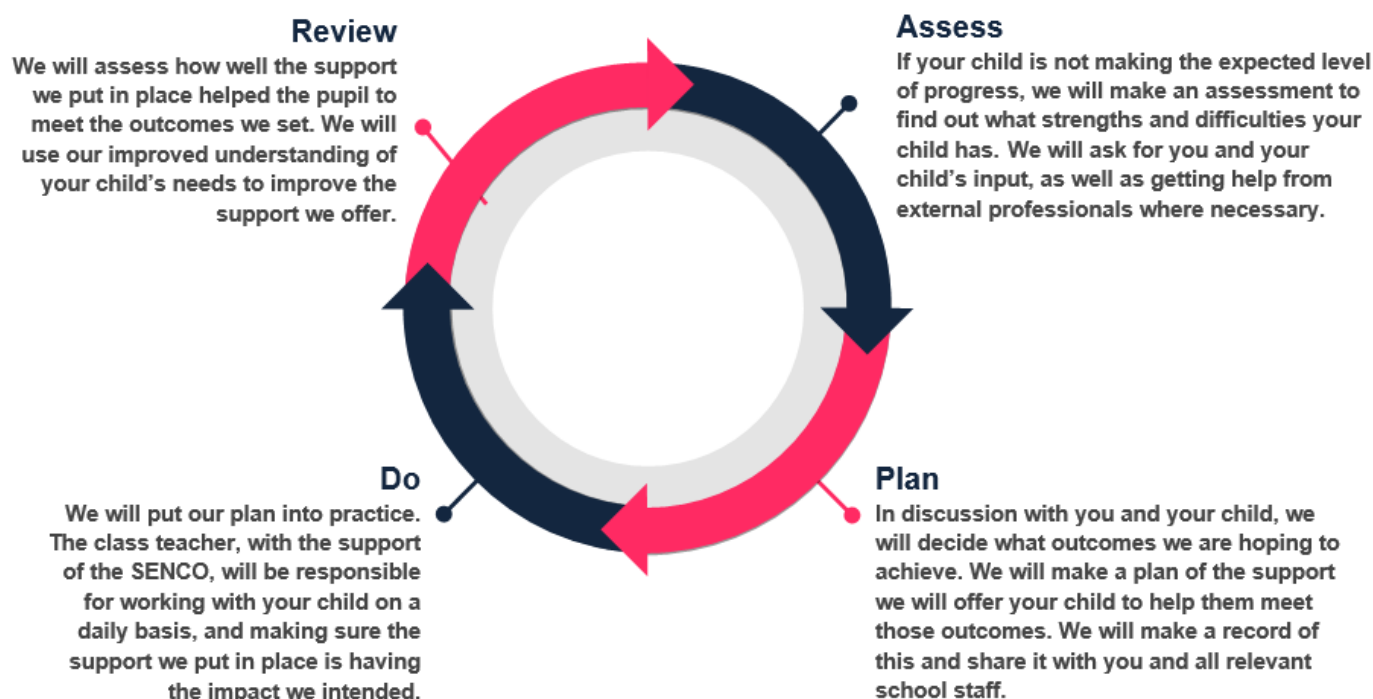 Review
We will assess how well the support
we put in place helped the pupil to
meet the outcomes we set. We will
use our improved understanding of
your child's needs to improve the
support we offer.
Assess
If your child is not making the expected level
of progress, we will make an assessment to
find out what strengths and difficulties your
child has. We will ask for you and your
child's input, as well as getting help from
external professionals where necessary.
Do
We will put our plan into practice.
The class teacher, with the support
of the SENCO, will be responsible
for working with your child on a
daily basis, and making sure the
support we put in place is having
the impact we intended.
Plan
In discussion with you and your child, we
will decide what outcomes we are hoping to
achieve. We will make a plan of the support
we will offer your child to help them meet
those outcomes. We will make a record of
this and share it with you and all relevant
school staff.